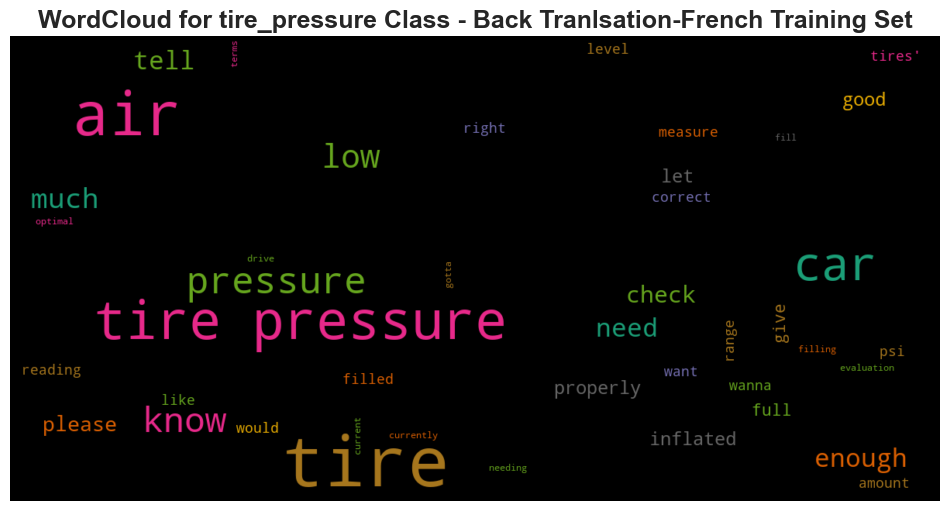 WordCloud for tire_pressure Class - Back Tranlsation-French Training Set
tell
terms
level
tires'
air
good
right
measure
fill
low
let
much
correct
optimal
drive
car
pressure
gotta
check
tire pressure
need
give
range
filling
psi
reading
filled
want
evaluation
properly
wanna
like
know
please
would
full
current
currently
inflated
tire
enough
needing
amount